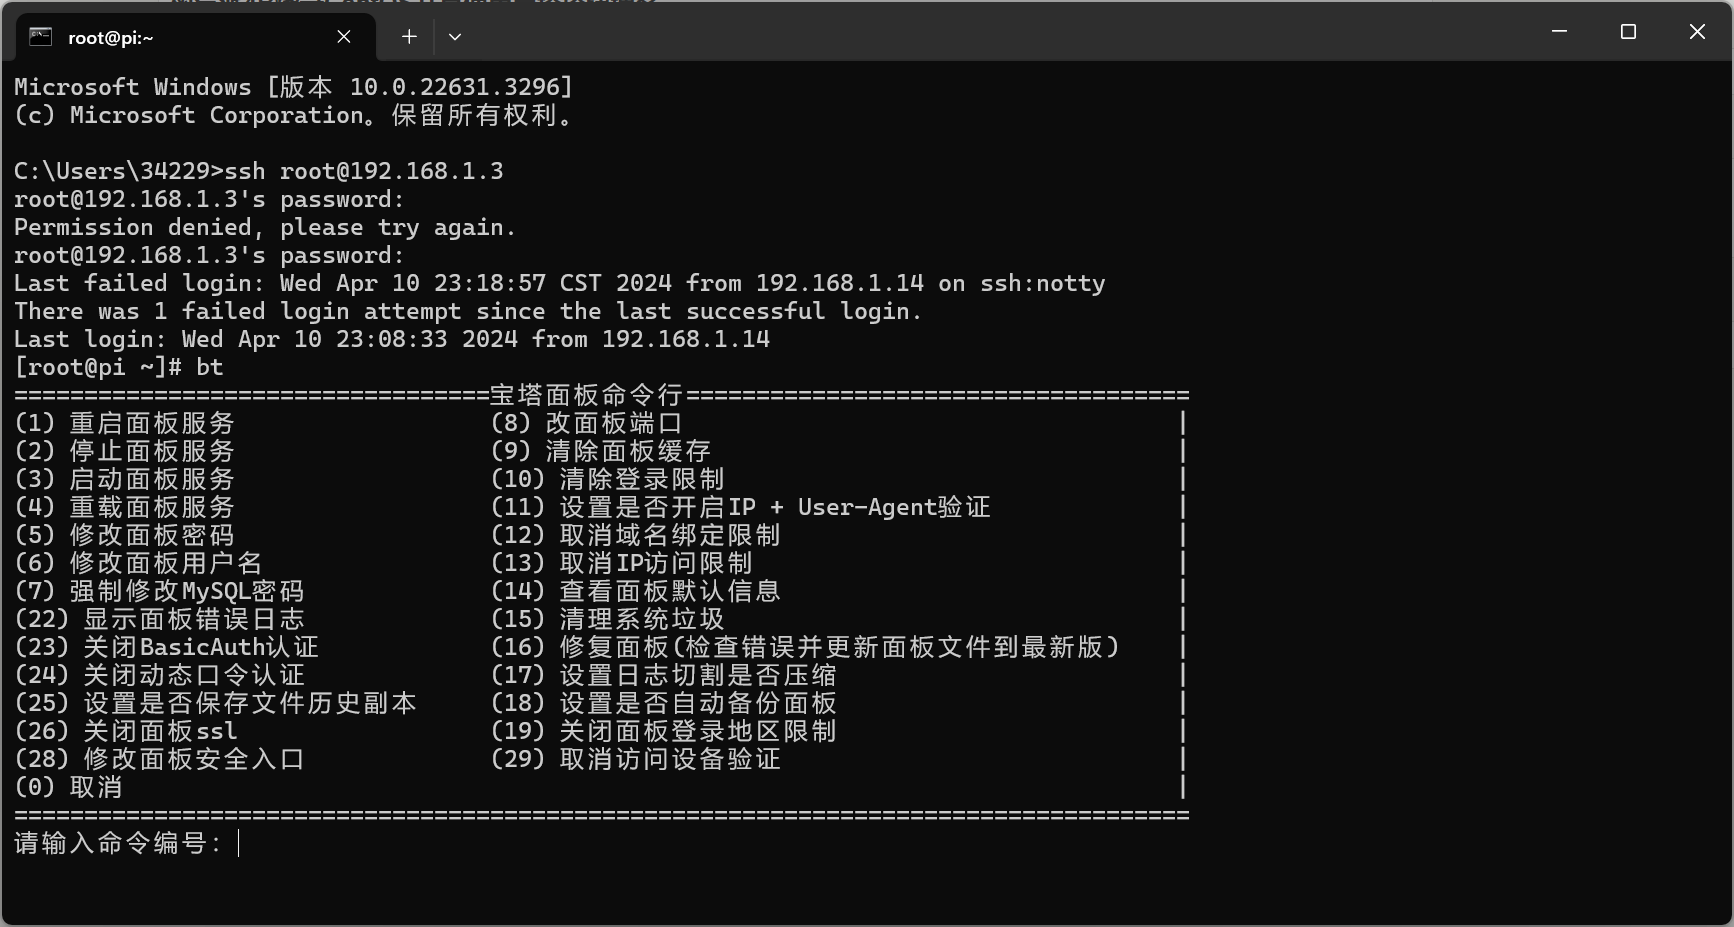 root@pi:~
Microsoft Windows [版本 10.0.22631.3296]
(c) Microsoft Corporation。保留所有权利。
C:\Users\34229>ssh root@192.168.1.3
root@192.168.1.3's password:
Permission denied, please try again.
root@192.168.1.3's password:
Last failed login: Wed Apr 10 23:18:57 CST 2024 from 192.168.1.14 on ssh:notty
There was 1 failed login attempt since the last successful login.
Last login: Wed Apr 10 23:08:33 2024 from 192.168.1.14
[root@pi ~]# bt
==================================宝塔面板命令行====================================
(1) 重启面板服务 (8) 改面板端口 |
(2) 停止面板服务 (9) 清除面板缓存 |
(3) 启动面板服务 (10) 清除登录限制 |
(4) 重载面板服务 (11) 设置是否开启IP + User-Agent验证 |
(5) 修改面板密码 (12) 取消域名绑定限制 |
(6) 修改面板用户名 (13) 取消IP访问限制 |
(7) 强制修改MySQL密码 (14) 查看面板默认信息 |
(22) 显示面板错误日志 (15) 清理系统垃圾 |
(23) 关闭BasicAuth认证 (16) 修复面板(检查错误并更新面板文件到最新版) |
(24) 关闭动态口令认证 (17) 设置日志切割是否压缩 |
(25) 设置是否保存文件历史副本 (18) 设置是否自动备份面板 |
(26) 关闭面板ssl (19) 关闭面板登录地区限制 |
(28) 修改面板安全入口 (29) 取消访问设备验证 |
(0) 取消 |
====================================================================================
请输入命令编号：